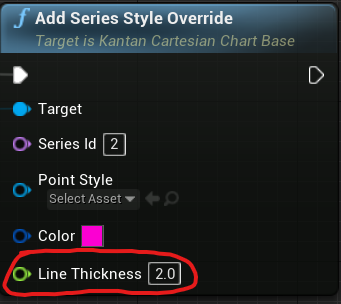 f Add Series Style Override
Target is Kantan Cartesian Chart Base
Target
Series Id 2
Point Style
Select Asset
Color
Line Thickness 2.0